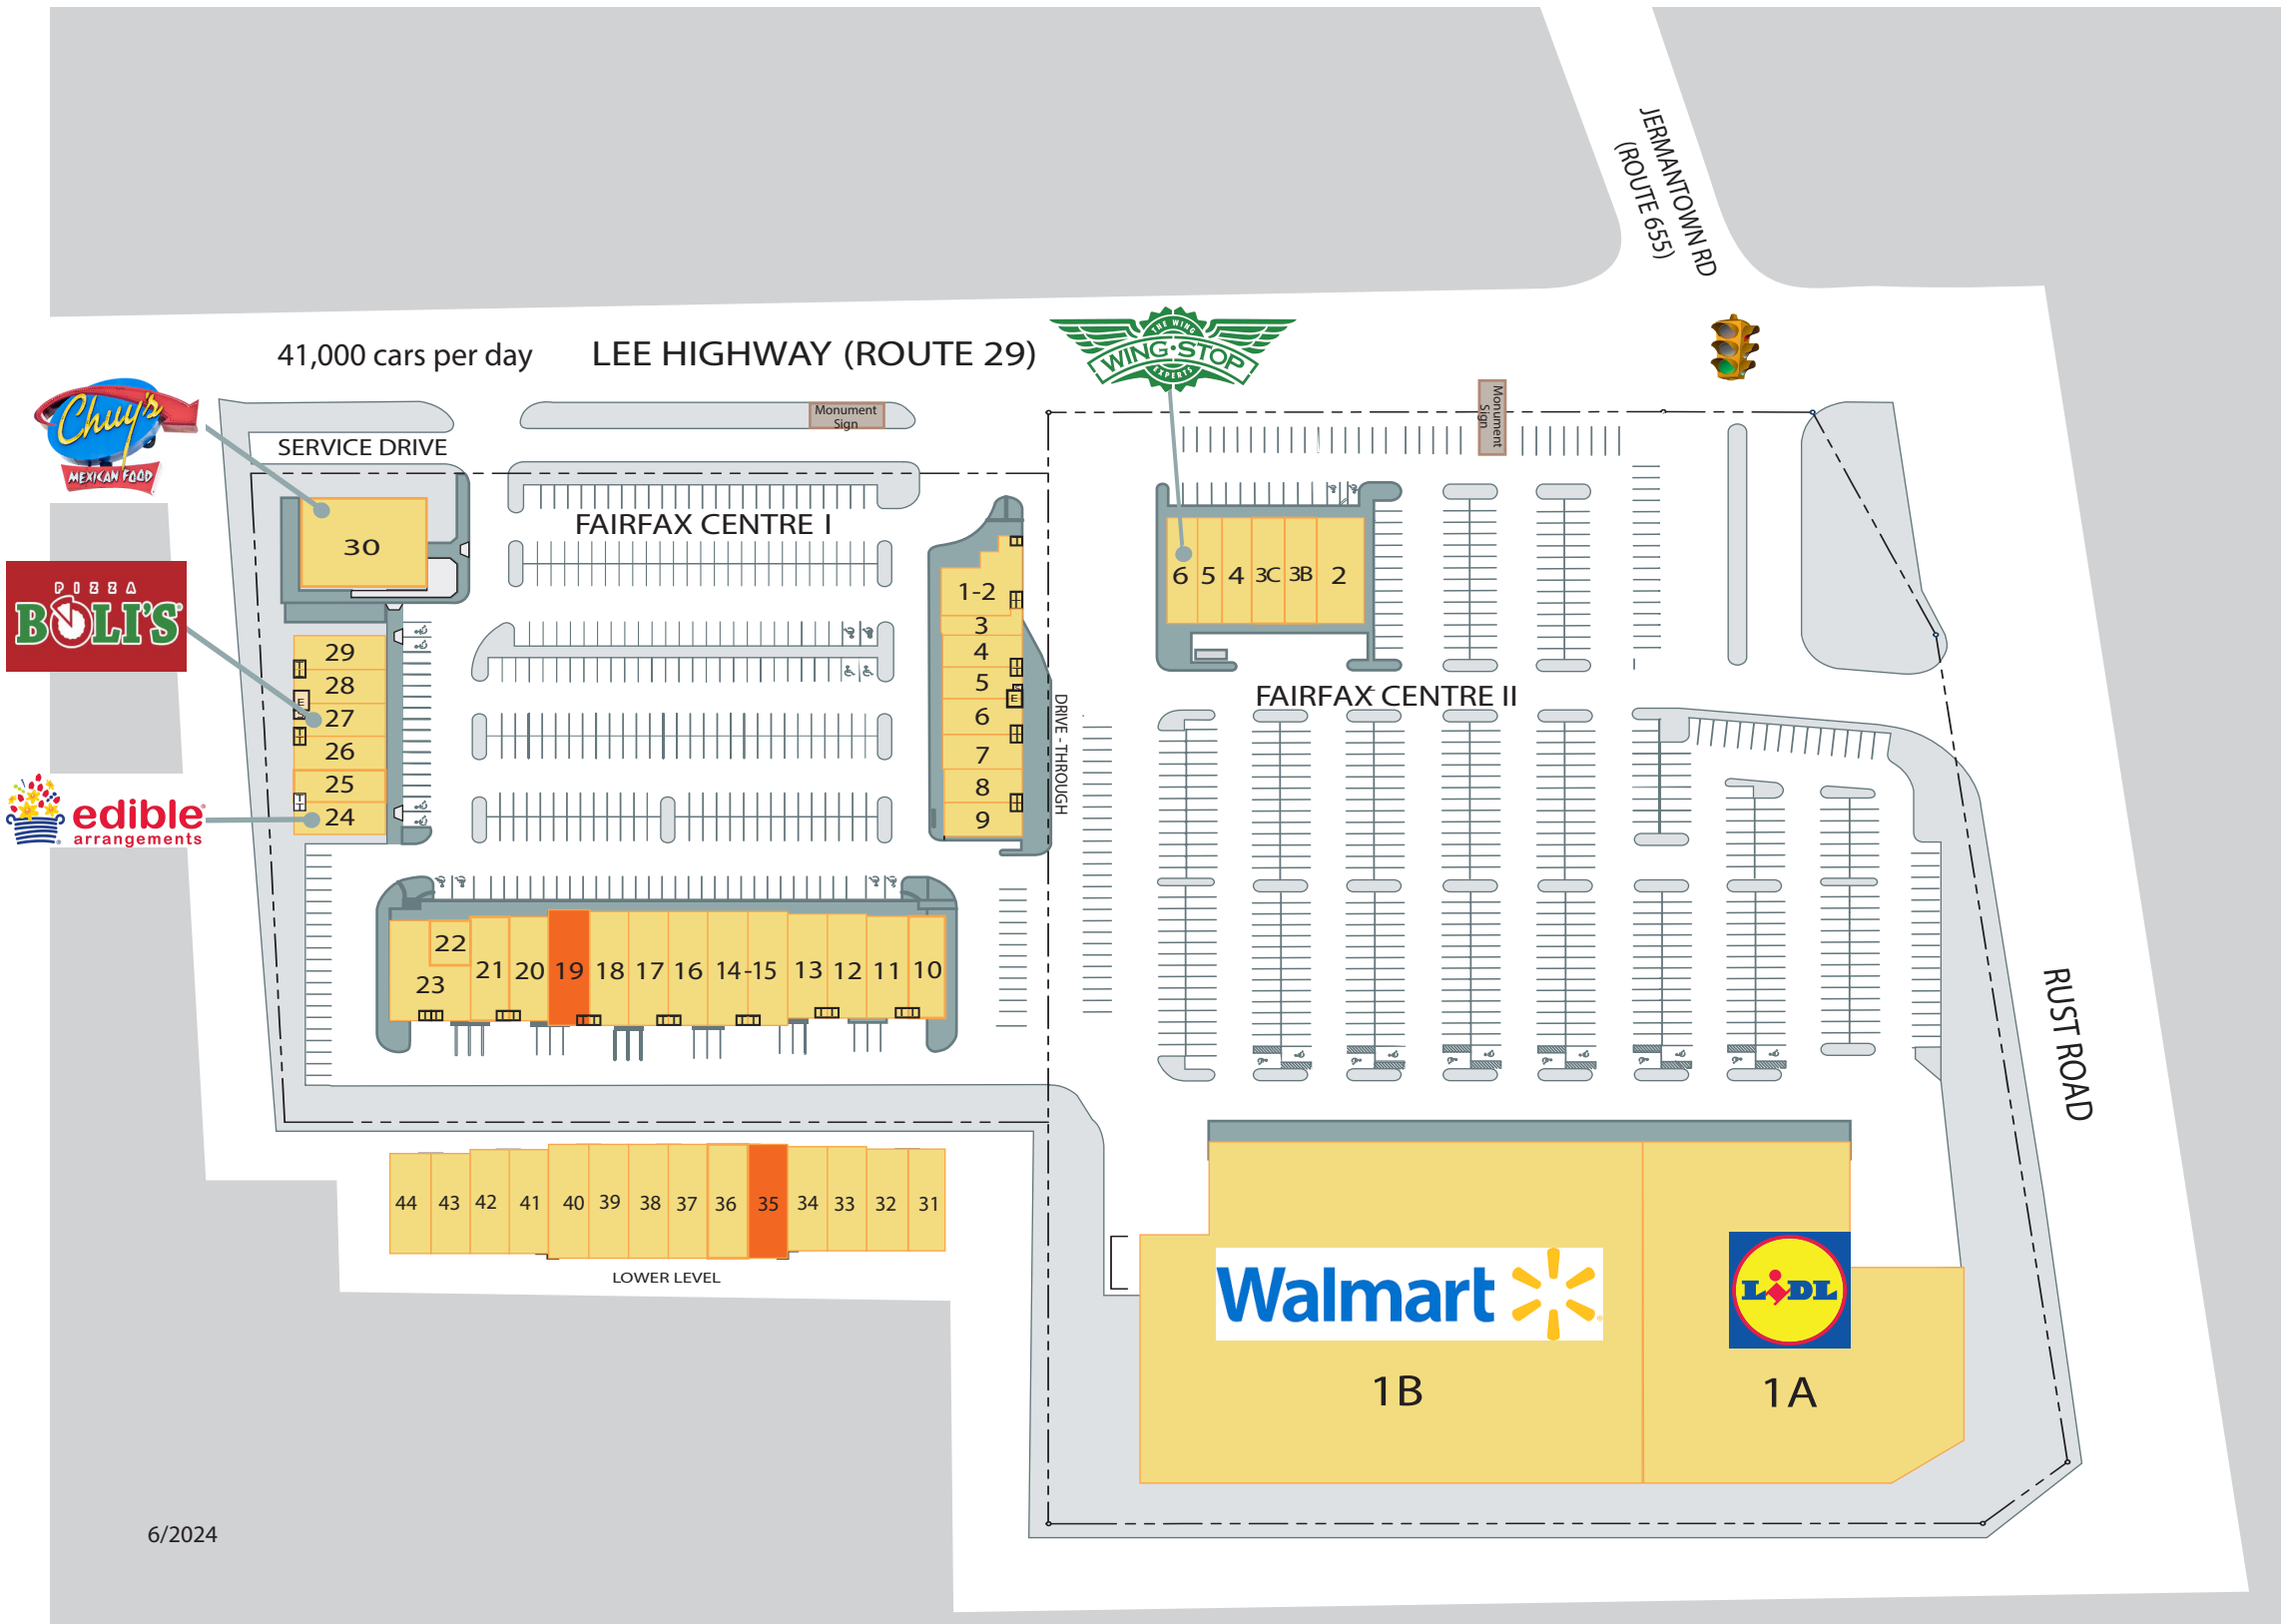 JERMANTOWN RD
(ROUTE 655)
41,000 cars per day
LEE HIGHWAY (ROUTE 29)
THE WING
WING·STOP
EXPERTS
Chuy's
MEXICAN FOOD
SERVICE DRIVE
Monument
Sign
Monument
Sign
FAIRFAX CENTRE I
30
PIZZA
BOLI'S
29
28
27
26
25
24
E
edible
arrangements
1-2
3
4
5
6
7
8
9
E
DRIVE - THROUGH
6 5 4 3C 3B 2
FAIRFAX CENTRE II
22
23 21 20 19 18 17 16 14-15 13 12 11 10
RUST ROAD
44 43 42 41 40 39 38 37 36 35 34 33 32 31
LOWER LEVEL
Walmart
1B
LIDL
1A
6/2024